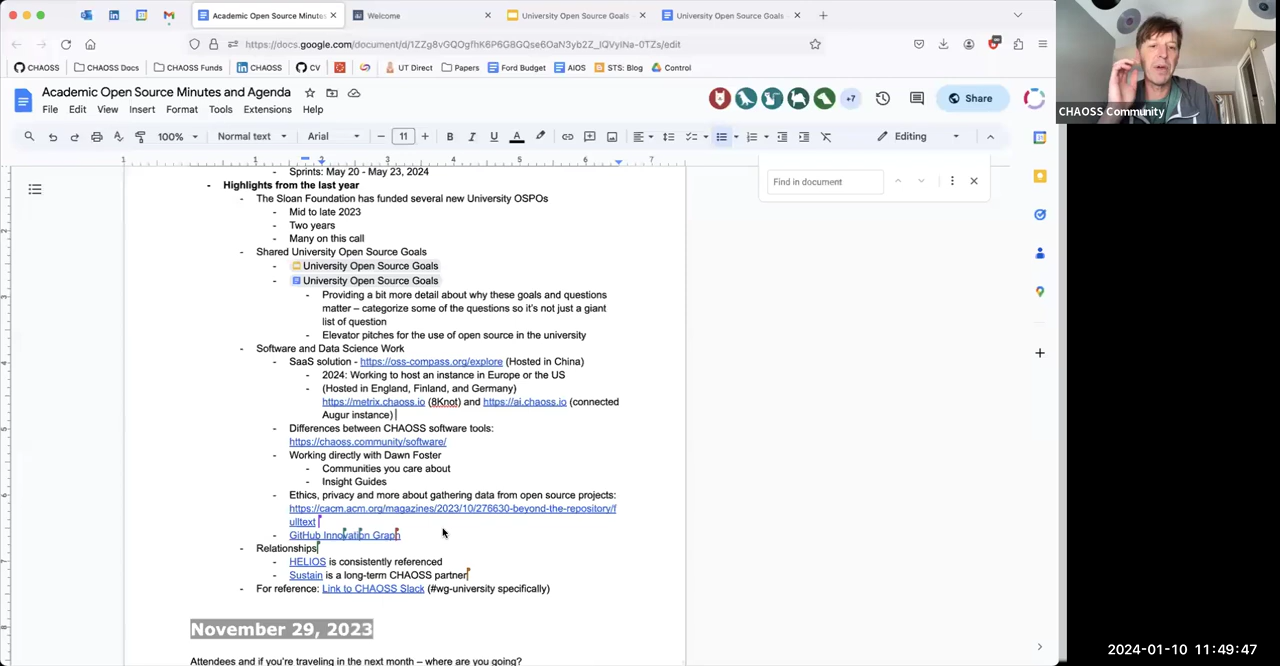 Academic Open Source Minutes
Welcome
University Open Source Goals
University Open Source Goals
https://docs.google.com/document/d/1ZZg8vGQOgfhK6P6G8GQse6OaN3yb2Z_IQVyINa-0TZs/edit
CHAOSS
CHAOSS Docs
CHAOSS Funds
CHAOSS
CV
UT Direct
Papers
Ford Budget
AIOS
STS: Blog
Control
Academic Open Source Minutes and Agenda
File Edit View Insert Format Tools Extensions Help
+7
Share
100%
Normal text
Arial
11
B I U A
Editing
1 1 2 3 4 5 6 7
Find in document
- Sprints: May 20 - May 23, 2024
- Highlights from the last year
- The Sloan Foundation has funded several new University OSPOs
- Mid to late 2023
- Two years
- Many on this call
- Shared University Open Source Goals
- University Open Source Goals
- University Open Source Goals
- Providing a bit more detail about why these goals and questions
matter – categorize some of the questions so it's not just a giant
list of question
- Elevator pitches for the use of open source in the university
- Software and Data Science Work
- SaaS solution - https://oss-compass.org/explore (Hosted in China)
- 2024: Working to host an instance in Europe or the US
- (Hosted in England, Finland, and Germany)
https://metrix.chaoss.io (8Knot) and https://ai.chaoss.io (connected
Augur instance)
- Differences between CHAOSS software tools:
https://chaoss.community/software/
- Working directly with Dawn Foster
- Communities you care about
- Insight Guides
- Ethics, privacy and more about gathering data from open source projects:
https://cacm.acm.org/magazines/2023/10/276630-beyond-the-repository/f
ulltext
- GitHub Innovation Graph
- Relationships
- HELIOS is consistently referenced
- Sustain is a long-term CHAOSS partner
- For reference: Link to CHAOSS Slack (#wg-university specifically)
November 29, 2023
Attendees and if you're traveling in the next month – where are you going?
CHAOSS Community
2024-01-10 11:49:47